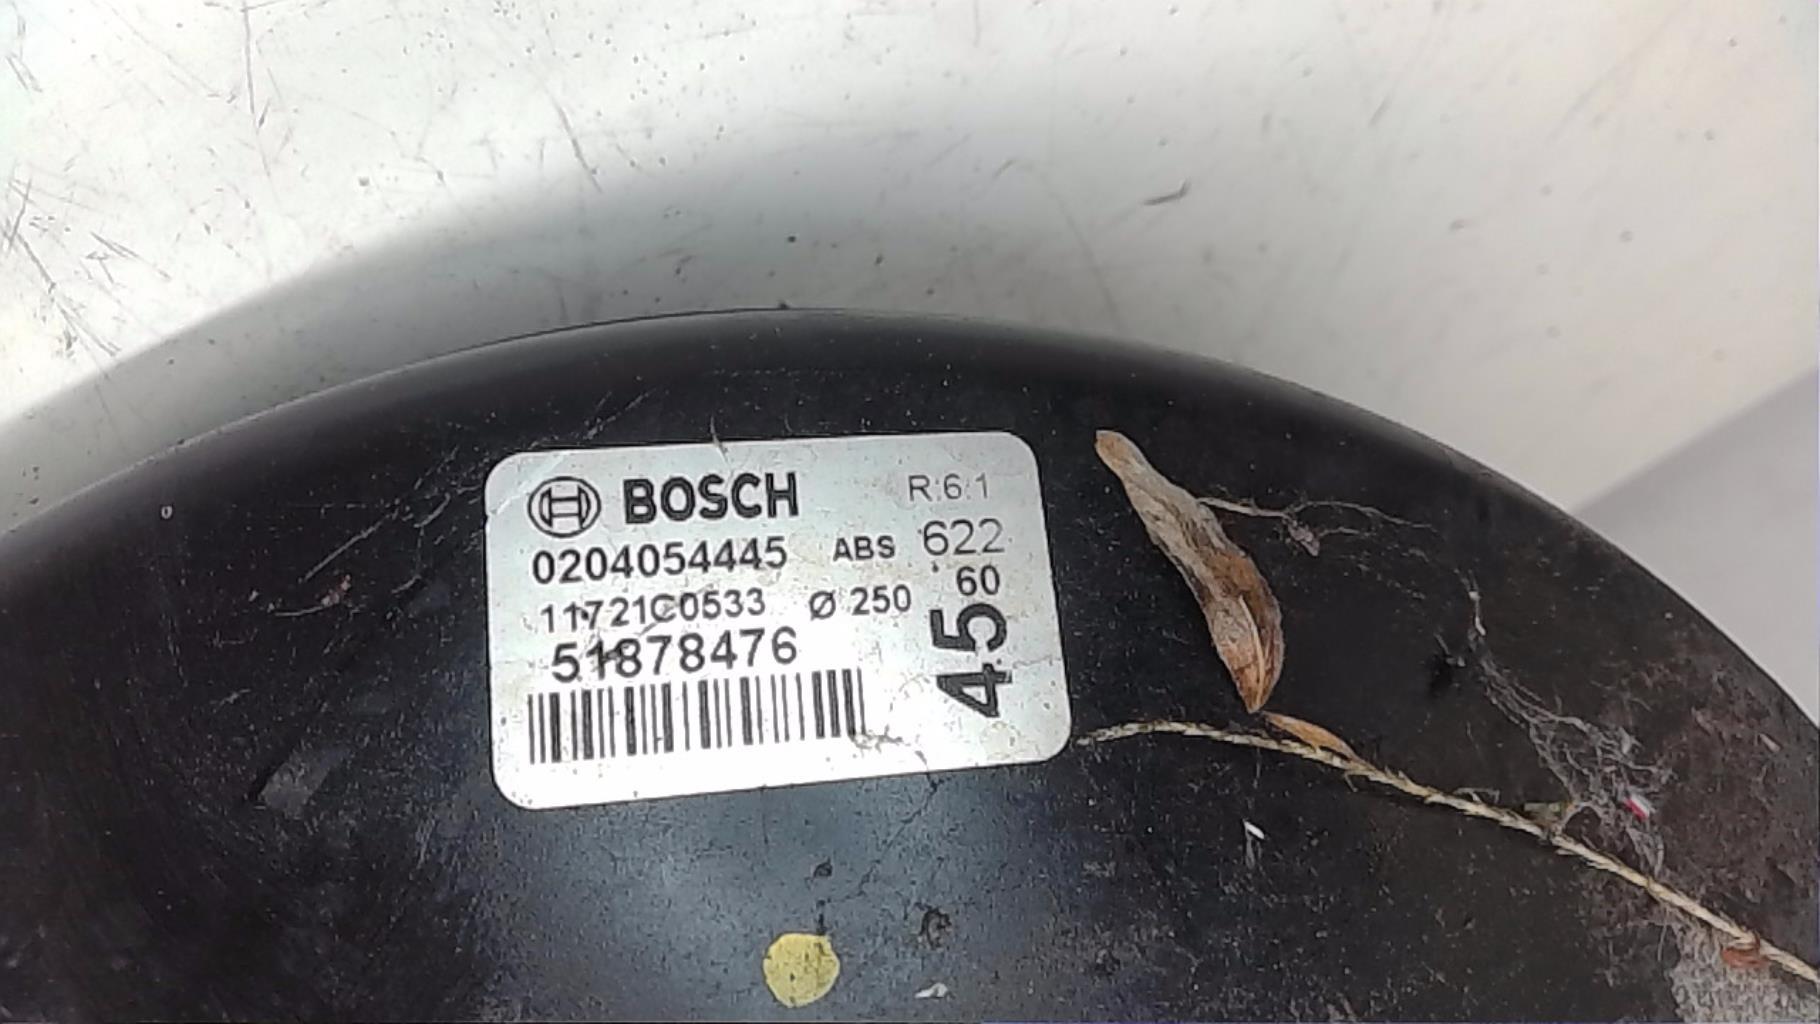 BOSCH R:6:1
0204054445 ABS 622
11721C0533 Ø 250 60
51878476 45